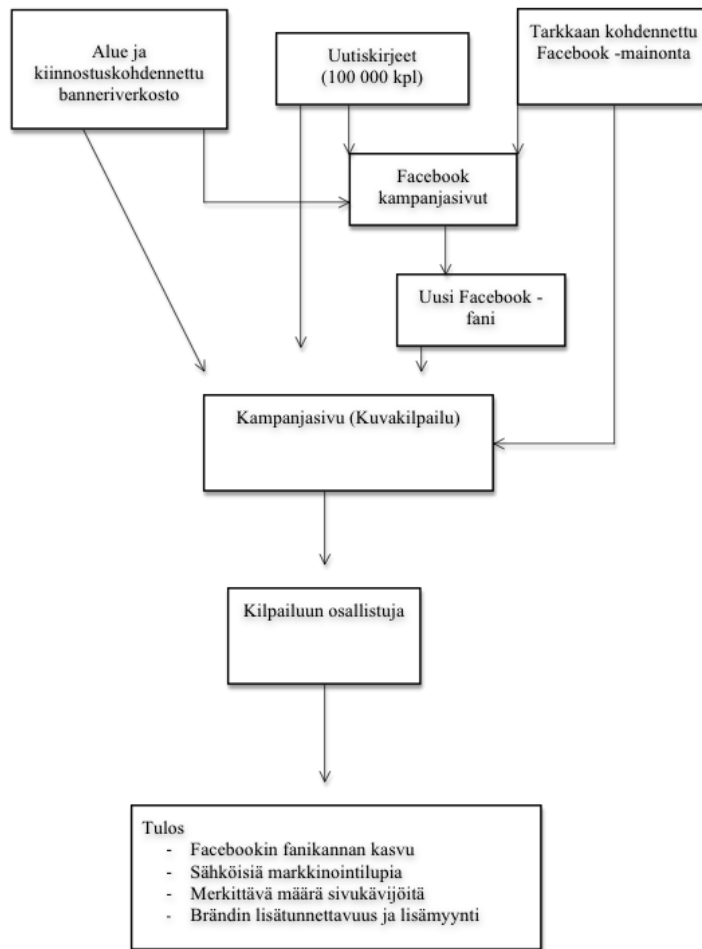 Alue ja
kiinnostuskohdennettu
banneriverkosto
Uutiskirjeet
(100 000 kpl)
Tarkkaan kohdennettu
Facebook -mainonta
Facebook
kampanjasivut
Uusi Facebook -
fani
Kampanjasivu (Kuvakilpailu)
Kilpailuun osallistuja
Tulos
- Facebookin fanikannan kasvu
- Sähköisiä markkinointilupia
- Merkittävä määrä sivukävijöitä
- Brändin lisätunnettavuus ja lisämyynti